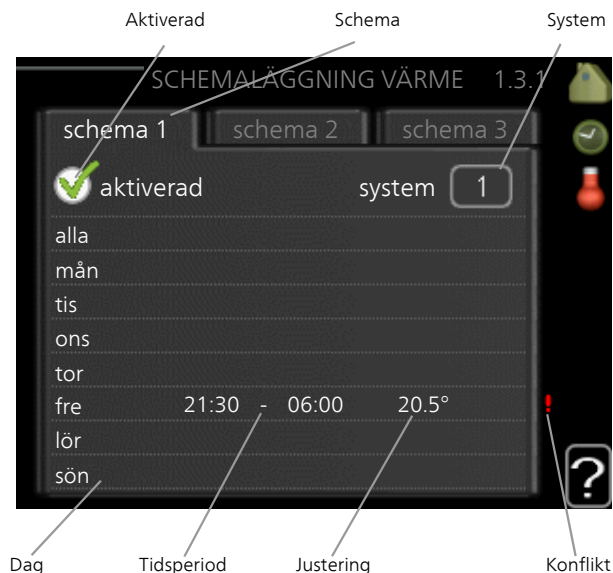 Aktiverad Schema System
SCHEMALÄGGNING VÄRME 1.3.1
schema 1 schema 2 schema 3
aktiverad system 1
alla
mån
tis
ons
tor
fre 21:30 - 06:00 20.5° !
lör
sön
?
Dag Tidsperiod Justering Konflikt